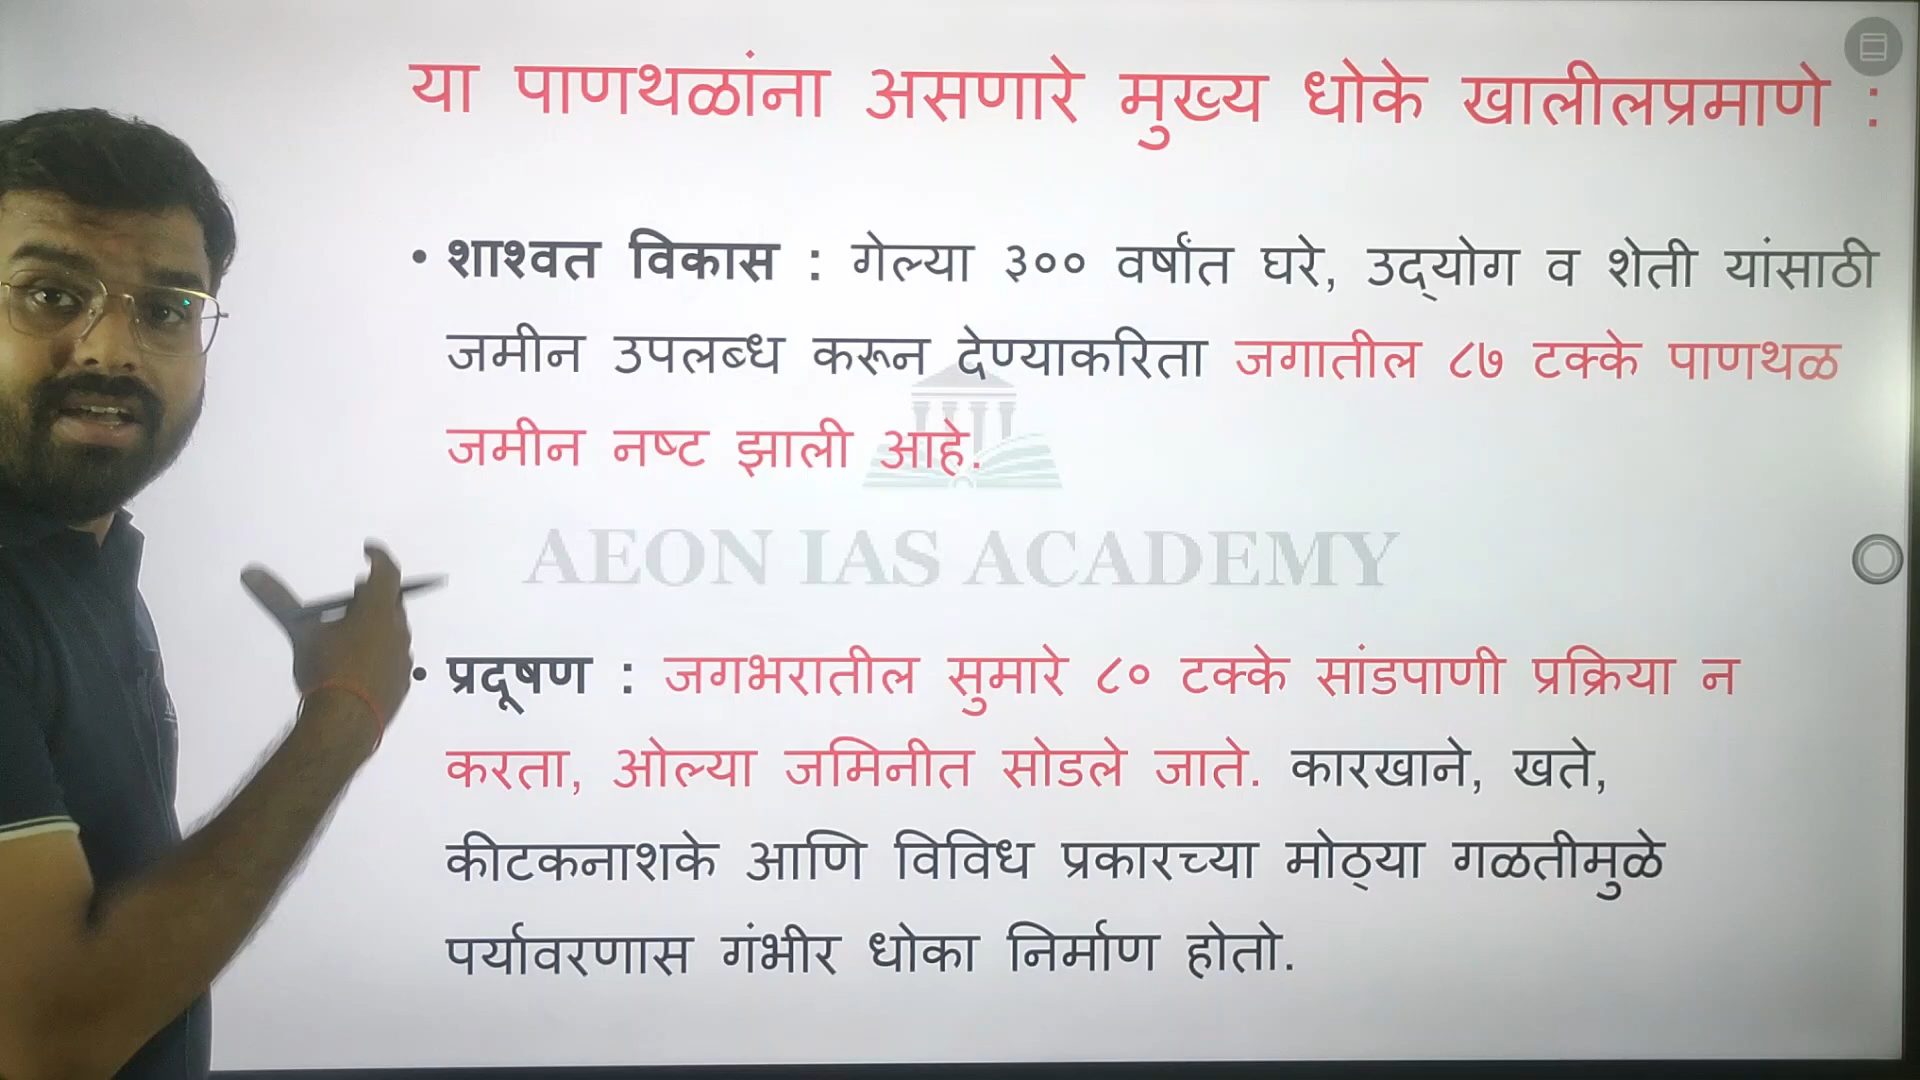 या पाणथळांना असणारे मुख्य धोके खालीलप्रमाणे :
• शाश्वत विकास : गेल्या ३०० वर्षांत घरे, उद्‌योग व शेती यांसाठी
जमीन उपलब्ध करून देण्याकरिता जगातील ८७ टक्के पाणथळ
जमीन नष्ट झाली आहे.
AEON IAS ACADEMY
• प्रदूषण : जगभरातील सुमारे ८० टक्के सांडपाणी प्रक्रिया न
करता, ओल्या जमिनीत सोडले जाते. कारखाने, खते,
कीटकनाशके आणि विविध प्रकारच्या मोठ्या गळतीमुळे
पर्यावरणास गंभीर धोका निर्माण होतो.